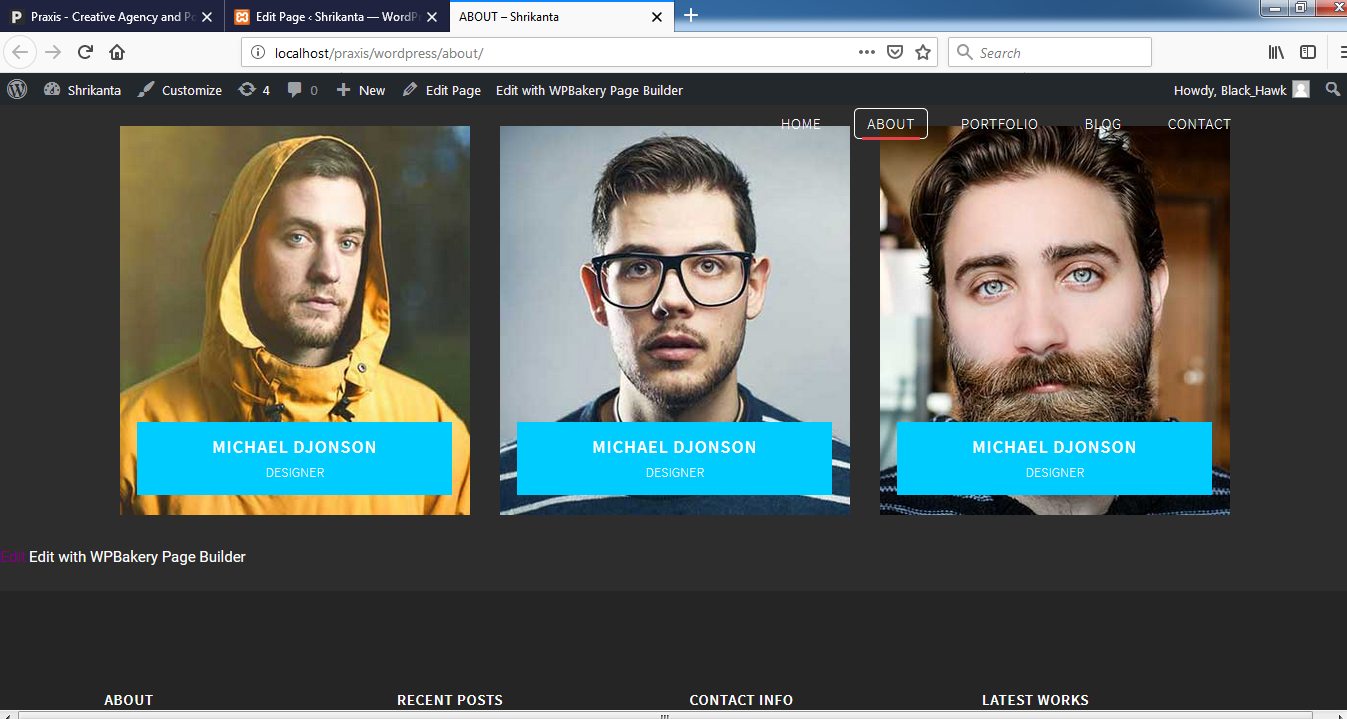 Praxis - Creative Agency and Po
Edit Page ‹ Shrikanta — WordP
ABOUT – Shrikanta
localhost/praxis/wordpress/about/
Search
Shrikanta
Customize
4
0
New
Edit Page
Edit with WPBakery Page Builder
Howdy, Black_Hawk
HOME
ABOUT
PORTFOLIO
BLOG
CONTACT
MICHAEL DJONSON
DESIGNER
MICHAEL DJONSON
DESIGNER
MICHAEL DJONSON
DESIGNER
Edit Edit with WPBakery Page Builder
ABOUT
RECENT POSTS
CONTACT INFO
LATEST WORKS